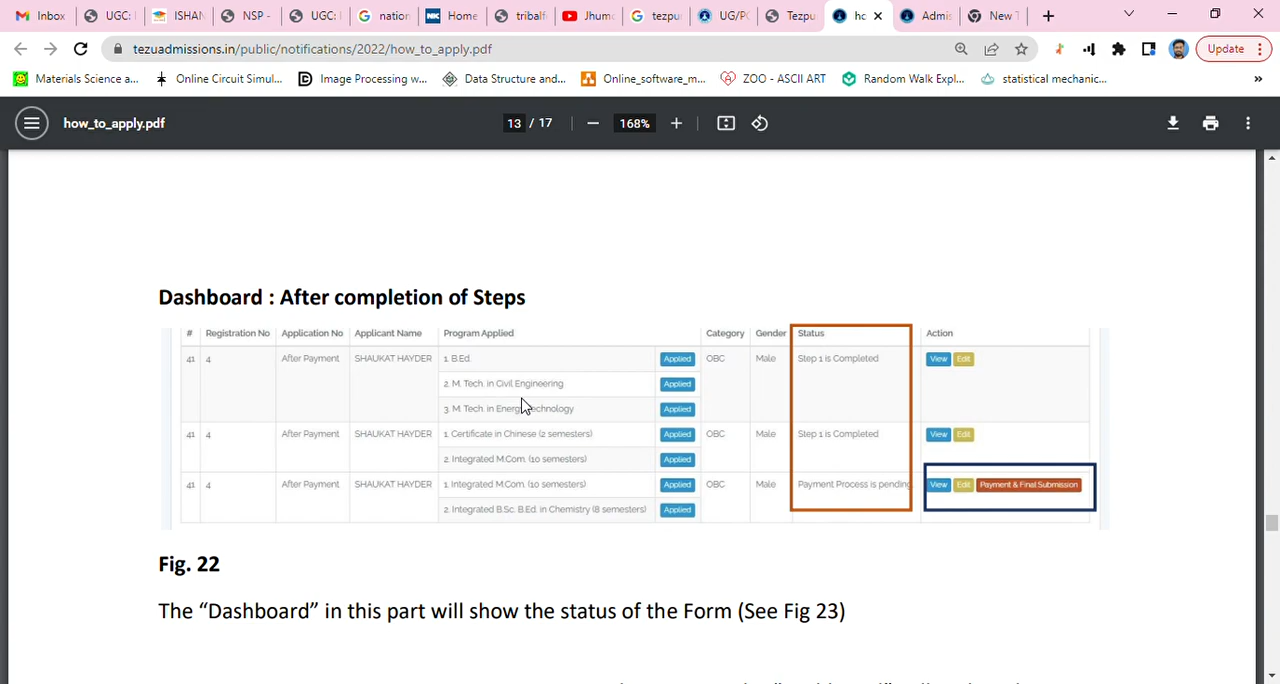 Inbox UGC: ISHAN NSP - UGC: nation Home tribalf Jhum tezpu UG/PC Tezpu hc Admis New T
tezuadmissions.in/public/notifications/2022/how_to_apply.pdf Update
Materials Science a... Online Circuit Simul... Image Processing w... Data Structure and... Online_software_m... ZOO - ASCII ART Random Walk Expl... statistical mechanic... »
how_to_apply.pdf 13 / 17 168%
Dashboard : After completion of Steps
# Registration No Application No Applicant Name Program Applied Category Gender Status Action
41 4 After Payment SHAUKAT HAYDER 1. B.Ed. Applied OBC Male Step 1 is Completed View Edit
2. M. Tech. in Civil Engineering Applied
3. M. Tech. in Energy Technology Applied
41 4 After Payment SHAUKAT HAYDER 1. Certificate in Chinese (2 semesters) Applied OBC Male Step 1 is Completed View Edit
2. Integrated M.Com. (10 semesters) Applied
41 4 After Payment SHAUKAT HAYDER 1. Integrated M.Com. (10 semesters) Applied OBC Male Payment Process is pending View Edit Payment & Final Submission
2. Integrated B.Sc. B.Ed. in Chemistry (8 semesters) Applied
Fig. 22
The “Dashboard” in this part will show the status of the Form (See Fig 23)